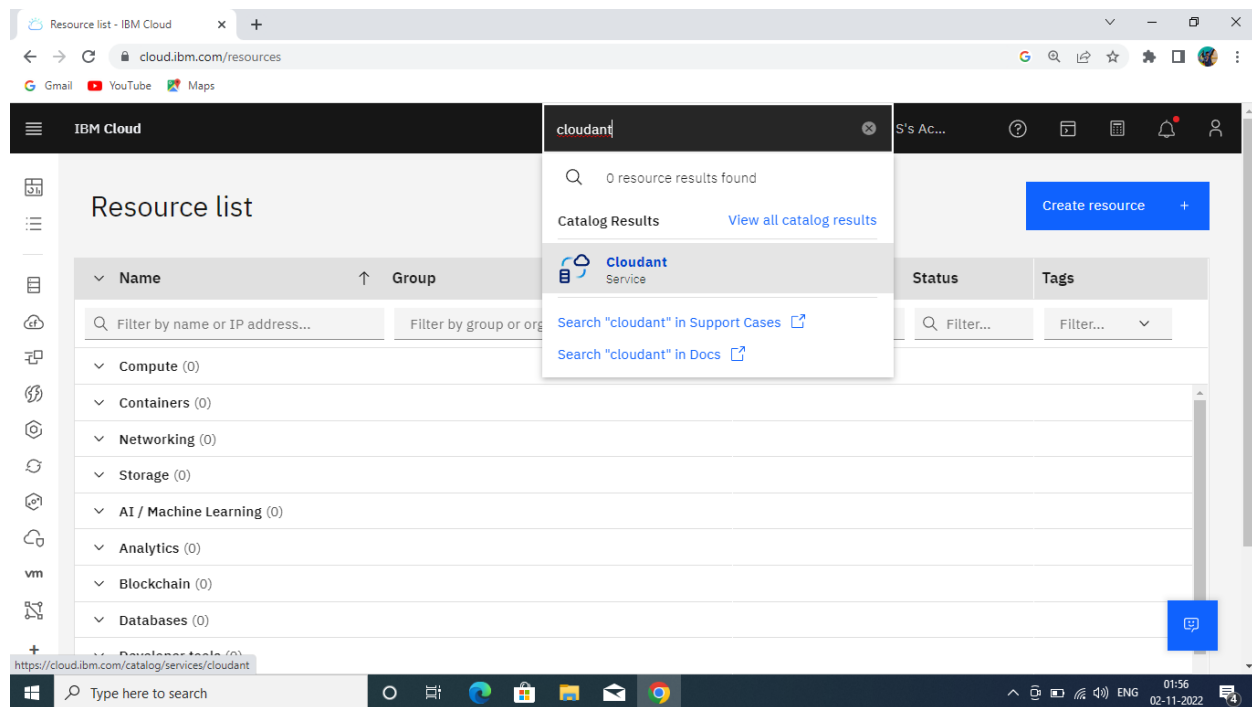 Resource list - IBM Cloud
cloud.ibm.com/resources
Gmail YouTube Maps
IBM Cloud
cloudant
S's Ac...
0 resource results found
Catalog Results View all catalog results
Cloudant
Service
Search "cloudant" in Support Cases
Search "cloudant" in Docs
Resource list
Create resource +
Name Group Status Tags
Filter by name or IP address... Filter by group or org Filter... Filter...
Compute (0)
Containers (0)
Networking (0)
Storage (0)
AI / Machine Learning (0)
Analytics (0)
vm
Blockchain (0)
Databases (0)
Developer tools (0)
https://cloud.ibm.com/catalog/services/cloudant
Type here to search
ENG
01:56
02-11-2022
4